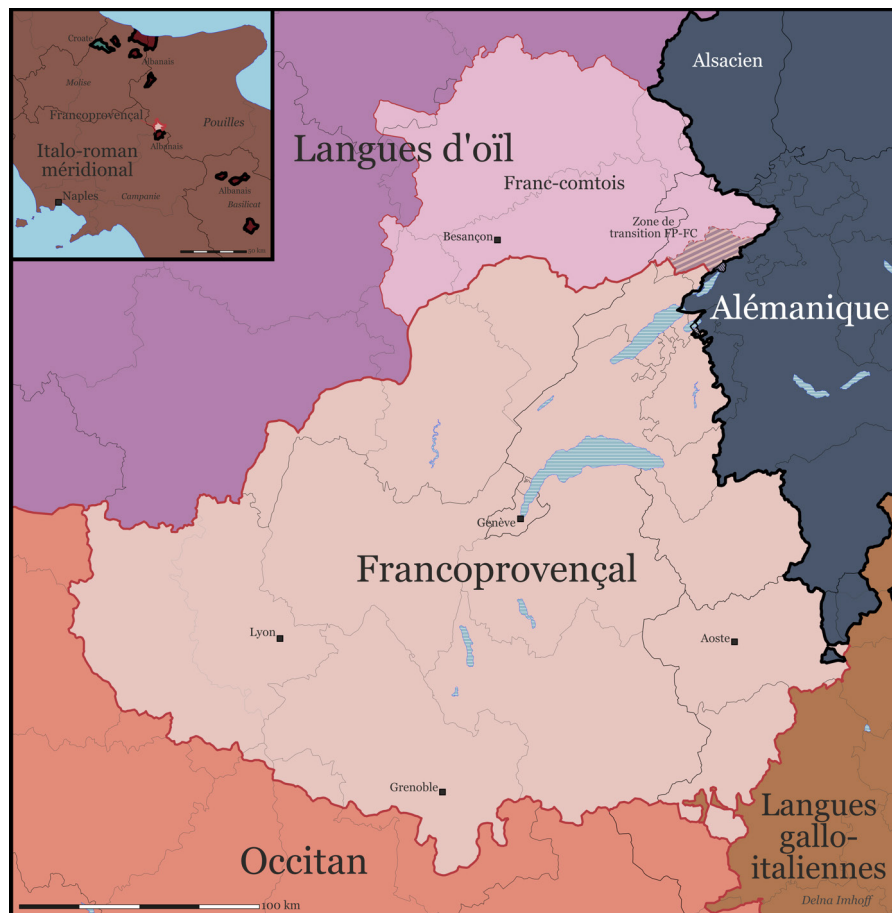 Croate
Albanais
Molise
Francoprovençal
Pouilles
Albanais
Italo-roman
méridional
Albanais
Naples
Campanie
Basilicat
50 km
Alsacien
Langues d'oïl
Franc-comtois
Zone de
transition FP-FC
Besançon
Alémanique
Genève
Francoprovençal
Lyon
Aoste
Grenoble
Langues
gallo-
italiennes
Occitan
100 km
Delna Imhoff